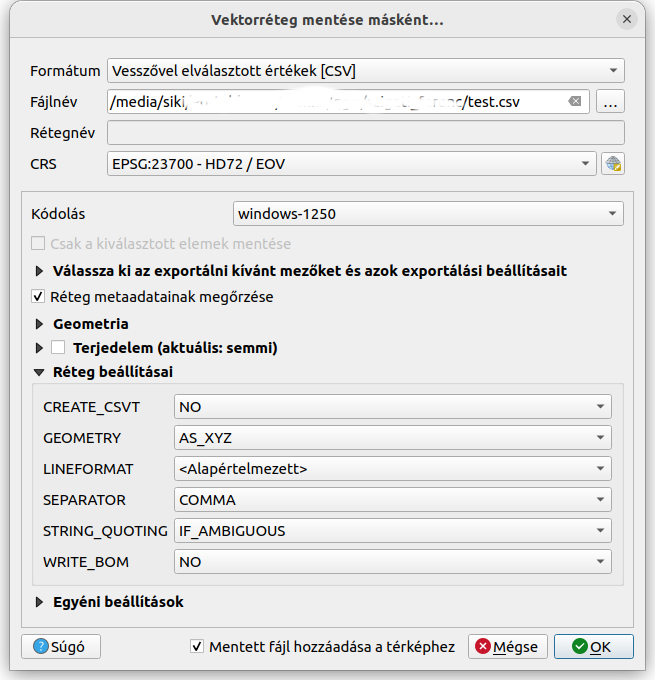 Vektorréteg mentése másként…
Formátum Vesszővel elválasztott értékek [CSV]
Fájlnév /media/siki /test.csv ...
Rétegnév
CRS EPSG:23700 - HD72 / EOV
Kódolás windows-1250
Csak a kiválasztott elemek mentése
Válassza ki az exportálni kívánt mezőket és azok exportálási beállításait
Réteg metaadatainak megőrzése
Geometria
Terjedelem (aktuális: semmi)
Réteg beállításai
CREATE_CSVT NO
GEOMETRY AS_XYZ
LINEFORMAT <Alapértelmezett>
SEPARATOR COMMA
STRING_QUOTING IF_AMBIGUOUS
WRITE_BOM NO
Egyéni beállítások
Súgó Mentett fájl hozzáadása a térképhez Mégse OK